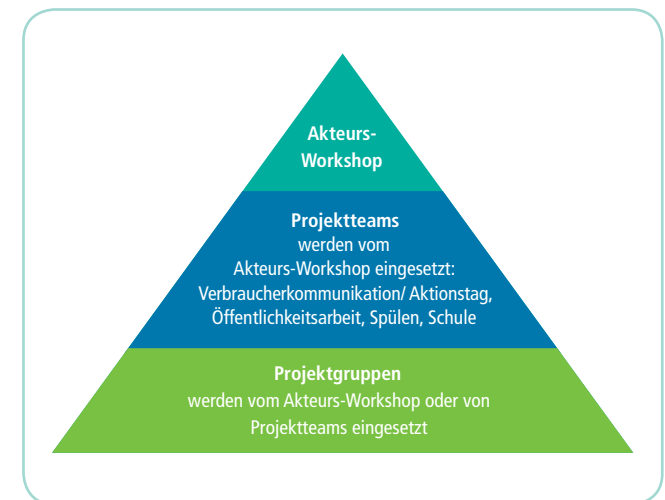 Akteurs-
Workshop
Projektteams
werden vom
Akteurs-Workshop eingesetzt:
Verbraucherkommunikation/ Aktionstag,
Öffentlichkeitsarbeit, Spülen, Schule
Projektgruppen
werden vom Akteurs-Workshop oder von
Projektteams eingesetzt